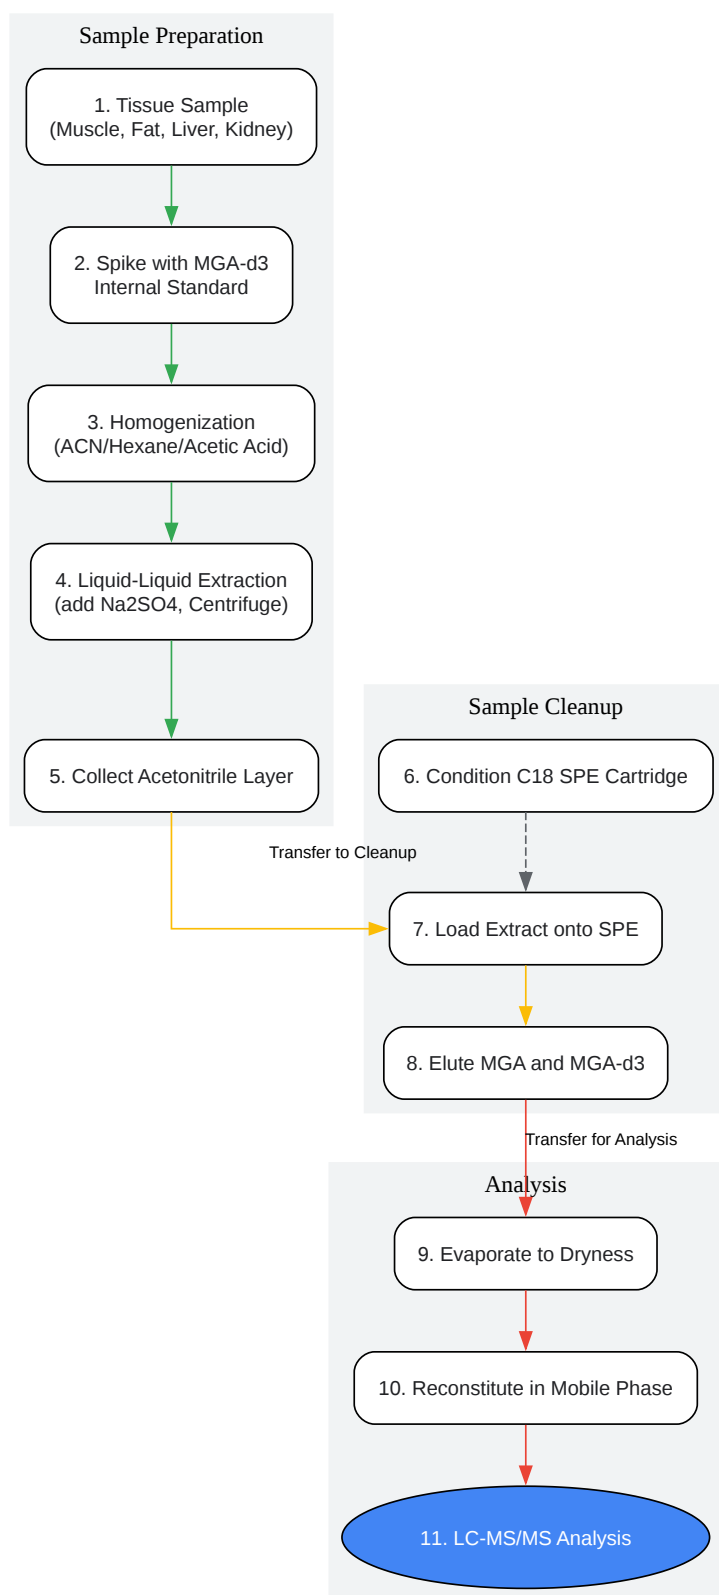 Sample Preparation
1. Tissue Sample
(Muscle, Fat, Liver, Kidney)
2. Spike with MGA-d3
Internal Standard
3. Homogenization
(ACN/Hexane/Acetic Acid)
4. Liquid-Liquid Extraction
(add Na2SO4, Centrifuge)
5. Collect Acetonitrile Layer
Transfer to Cleanup
Sample Cleanup
6. Condition C18 SPE Cartridge
7. Load Extract onto SPE
8. Elute MGA and MGA-d3
Transfer for Analysis
Analysis
9. Evaporate to Dryness
10. Reconstitute in Mobile Phase
11. LC-MS/MS Analysis